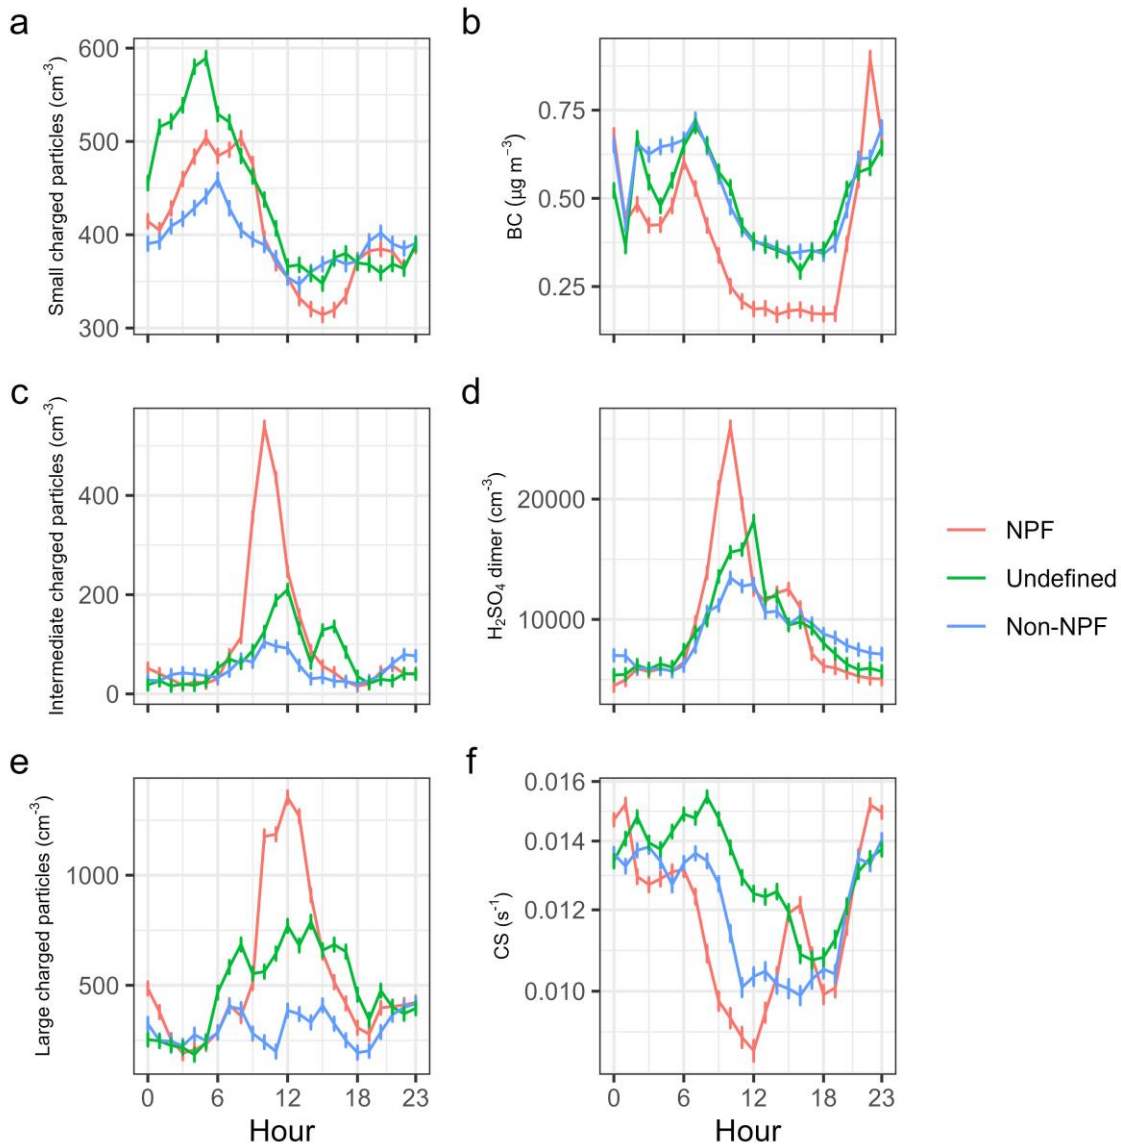 a
Small charged particles (cm⁻³)
600
500
400
300
b
BC (µg m⁻³)
0.75
0.50
0.25
c
Intermediate charged particles (cm⁻³)
400
200
0
d
H₂SO₄ dimer (cm⁻³)
20000
10000
NPF
Undefined
Non-NPF
e
Large charged particles (cm⁻³)
1000
500
0 6 12 18 23
Hour
f
CS (s⁻¹)
0.016
0.014
0.012
0.010
0 6 12 18 23
Hour